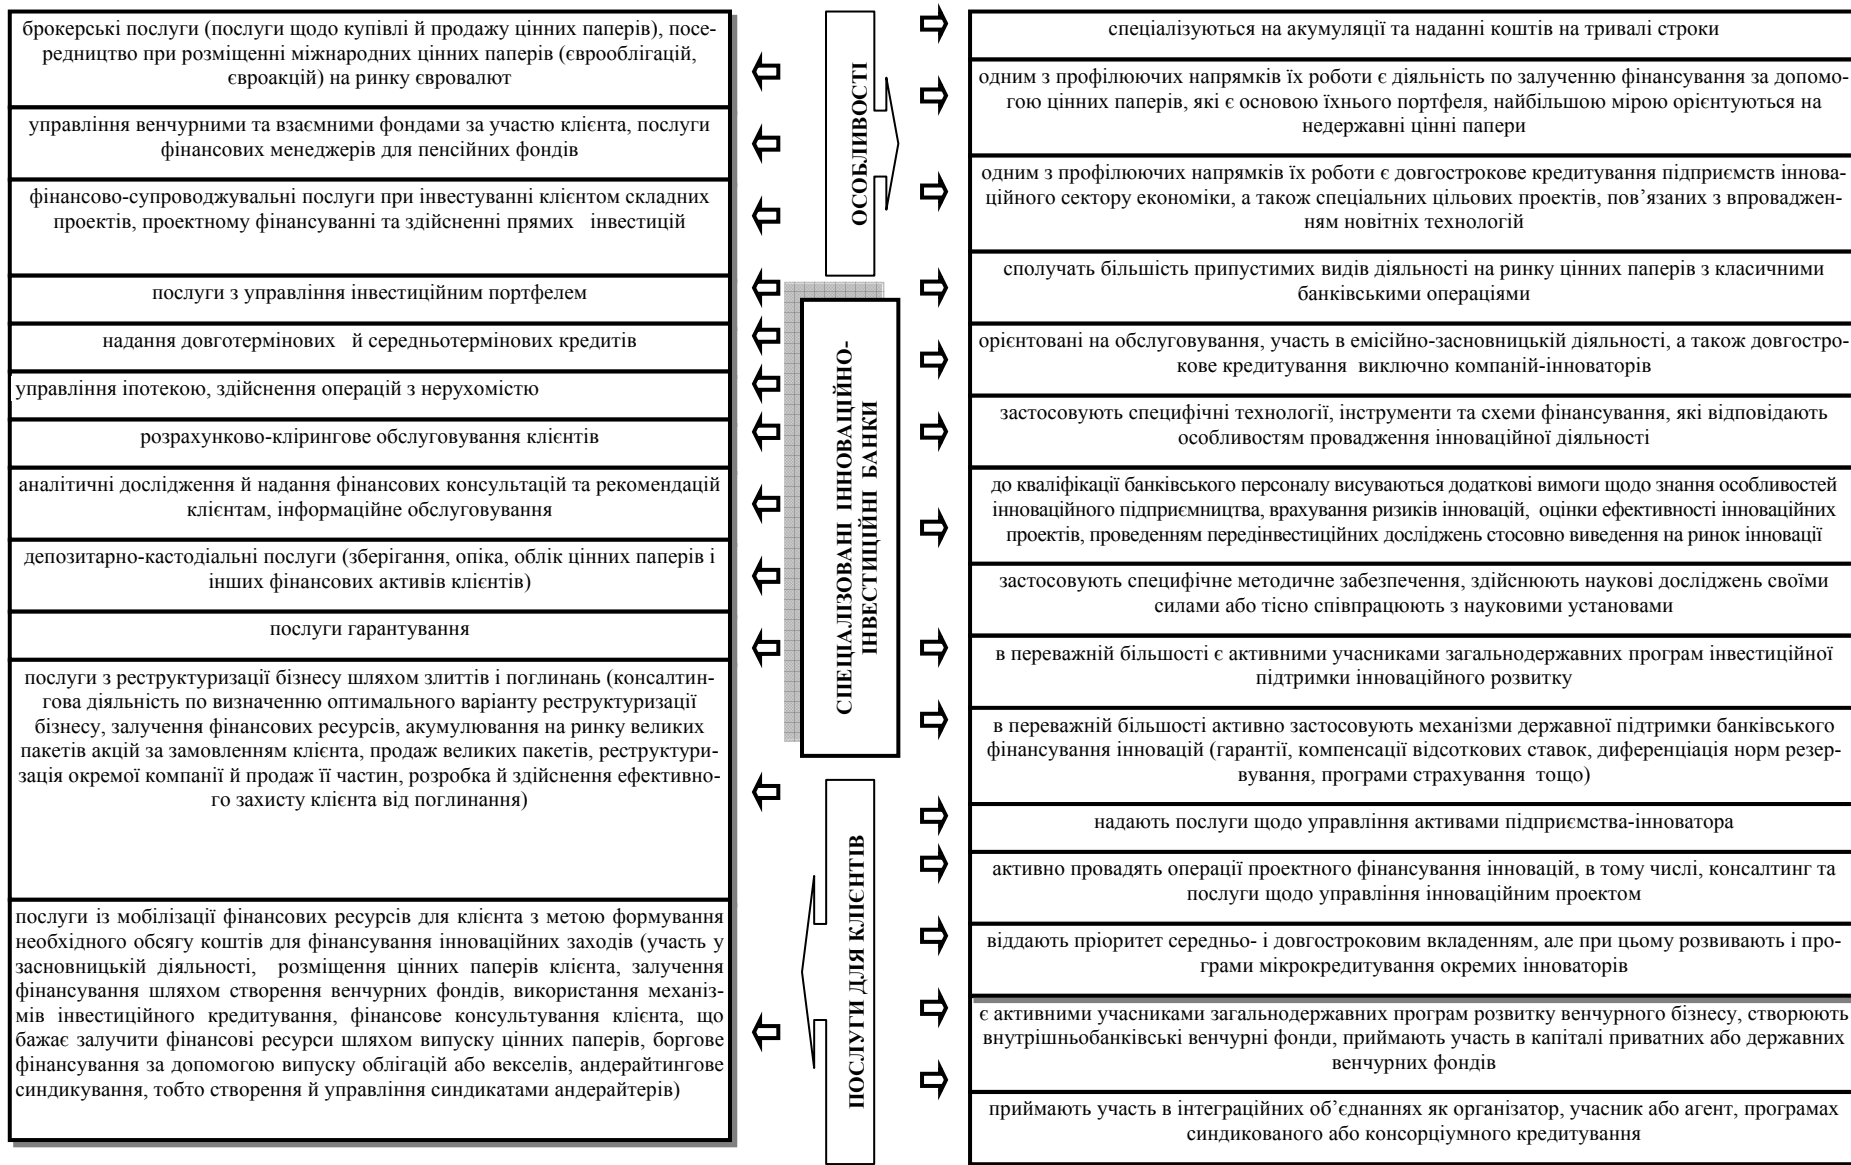 брокерські послуги (послуги щодо купівлі й продажу цінних паперів), посе-
редництво при розміщенні міжнародних цінних паперів (єврооблігацій,
євроакцій) на ринку євровалют
управління венчурними та взаємними фондами за участю клієнта, послуги
фінансових менеджерів для пенсійних фондів
фінансово-супроводжувальні послуги при інвестуванні клієнтом складних
проектів, проектному фінансуванні та здійсненні прямих інвестицій
послуги з управління інвестиційним портфелем
надання довготермінових й середньотермінових кредитів
управління іпотекою, здійснення операцій з нерухомістю
розрахунково-клірингове обслуговування клієнтів
аналітичні дослідження й надання фінансових консультацій та рекомендацій
клієнтам, інформаційне обслуговування
депозитарно-кастодіальні послуги (зберігання, опіка, облік цінних паперів і
інших фінансових активів клієнтів)
послуги гарантування
послуги з реструктуризації бізнесу шляхом злиттів і поглинань (консалтин-
гова діяльність по визначенню оптимального варіанту реструктуризації
бізнесу, залучення фінансових ресурсів, акумулювання на ринку великих
пакетів акцій за замовленням клієнта, продаж великих пакетів, реструктури-
зація окремої компанії й продаж її частин, розробка й здійснення ефективно-
го захисту клієнта від поглинання)
послуги із мобілізації фінансових ресурсів для клієнта з метою формування
необхідного обсягу коштів для фінансування інноваційних заходів (участь у
засновницькій діяльності, розміщення цінних паперів клієнта, залучення
фінансування шляхом створення венчурних фондів, використання механіз-
мів інвестиційного кредитування, фінансове консультування клієнта, що
бажає залучити фінансові ресурси шляхом випуску цінних паперів, боргове
фінансування за допомогою випуску облігацій або векселів, андерайтингове
синдикування, тобто створення й управління синдикатами андерайтерів)
ОСОБЛИВОСТІ
СПЕЦІАЛІЗОВАНІ ІННОВАЦІЙНО-
ІНВЕСТИЦІЙНІ БАНКИ
ПОСЛУГИ ДЛЯ КЛІЄНТІВ
спеціалізуються на акумуляції та наданні коштів на тривалі строки
одним з профілюючих напрямків їх роботи є діяльність по залученню фінансування за допомо-
гою цінних паперів, які є основою їхнього портфеля, найбільшою мірою орієнтуються на
недержавні цінні папери
одним з профілюючих напрямків їх роботи є довгострокове кредитування підприємств іннова-
ційного сектору економіки, а також спеціальних цільових проектів, пов’язаних з впроваджен-
ням новітніх технологій
сполучать більшість припустимих видів діяльності на ринку цінних паперів з класичними
банківськими операціями
орієнтовані на обслуговування, участь в емісійно-засновницькій діяльності, а також довгостро-
кове кредитування виключно компаній-інноваторів
застосовують специфічні технології, інструменти та схеми фінансування, які відповідають
особливостям провадження інноваційної діяльності
до кваліфікації банківського персоналу висуваються додаткові вимоги щодо знання особливостей
інноваційного підприємництва, врахування ризиків інновацій, оцінки ефективності інноваційних
проектів, проведенням передінвестиційних досліджень стосовно виведення на ринок інновації
застосовують специфічне методичне забезпечення, здійснюють наукові досліджень своїми
силами або тісно співпрацюють з науковими установами
в переважній більшості є активними учасниками загальнодержавних програм інвестиційної
підтримки інноваційного розвитку
в переважній більшості активно застосовують механізми державної підтримки банківського
фінансування інновацій (гарантії, компенсації відсоткових ставок, диференціація норм резер-
вування, програми страхування тощо)
надають послуги щодо управління активами підприємства-інноватора
активно провадять операції проектного фінансування інновацій, в тому числі, консалтинг та
послуги щодо управління інноваційним проектом
віддають пріоритет середньо- і довгостроковим вкладенням, але при цьому розвивають і про-
грами мікрокредитування окремих інноваторів
є активними учасниками загальнодержавних програм розвитку венчурного бізнесу, створюють
внутрішньобанківські венчурні фонди, приймають участь в капіталі приватних або державних
венчурних фондів
приймають участь в інтеграційних об’єднаннях як організатор, учасник або агент, програмах
синдикованого або консорціумного кредитування